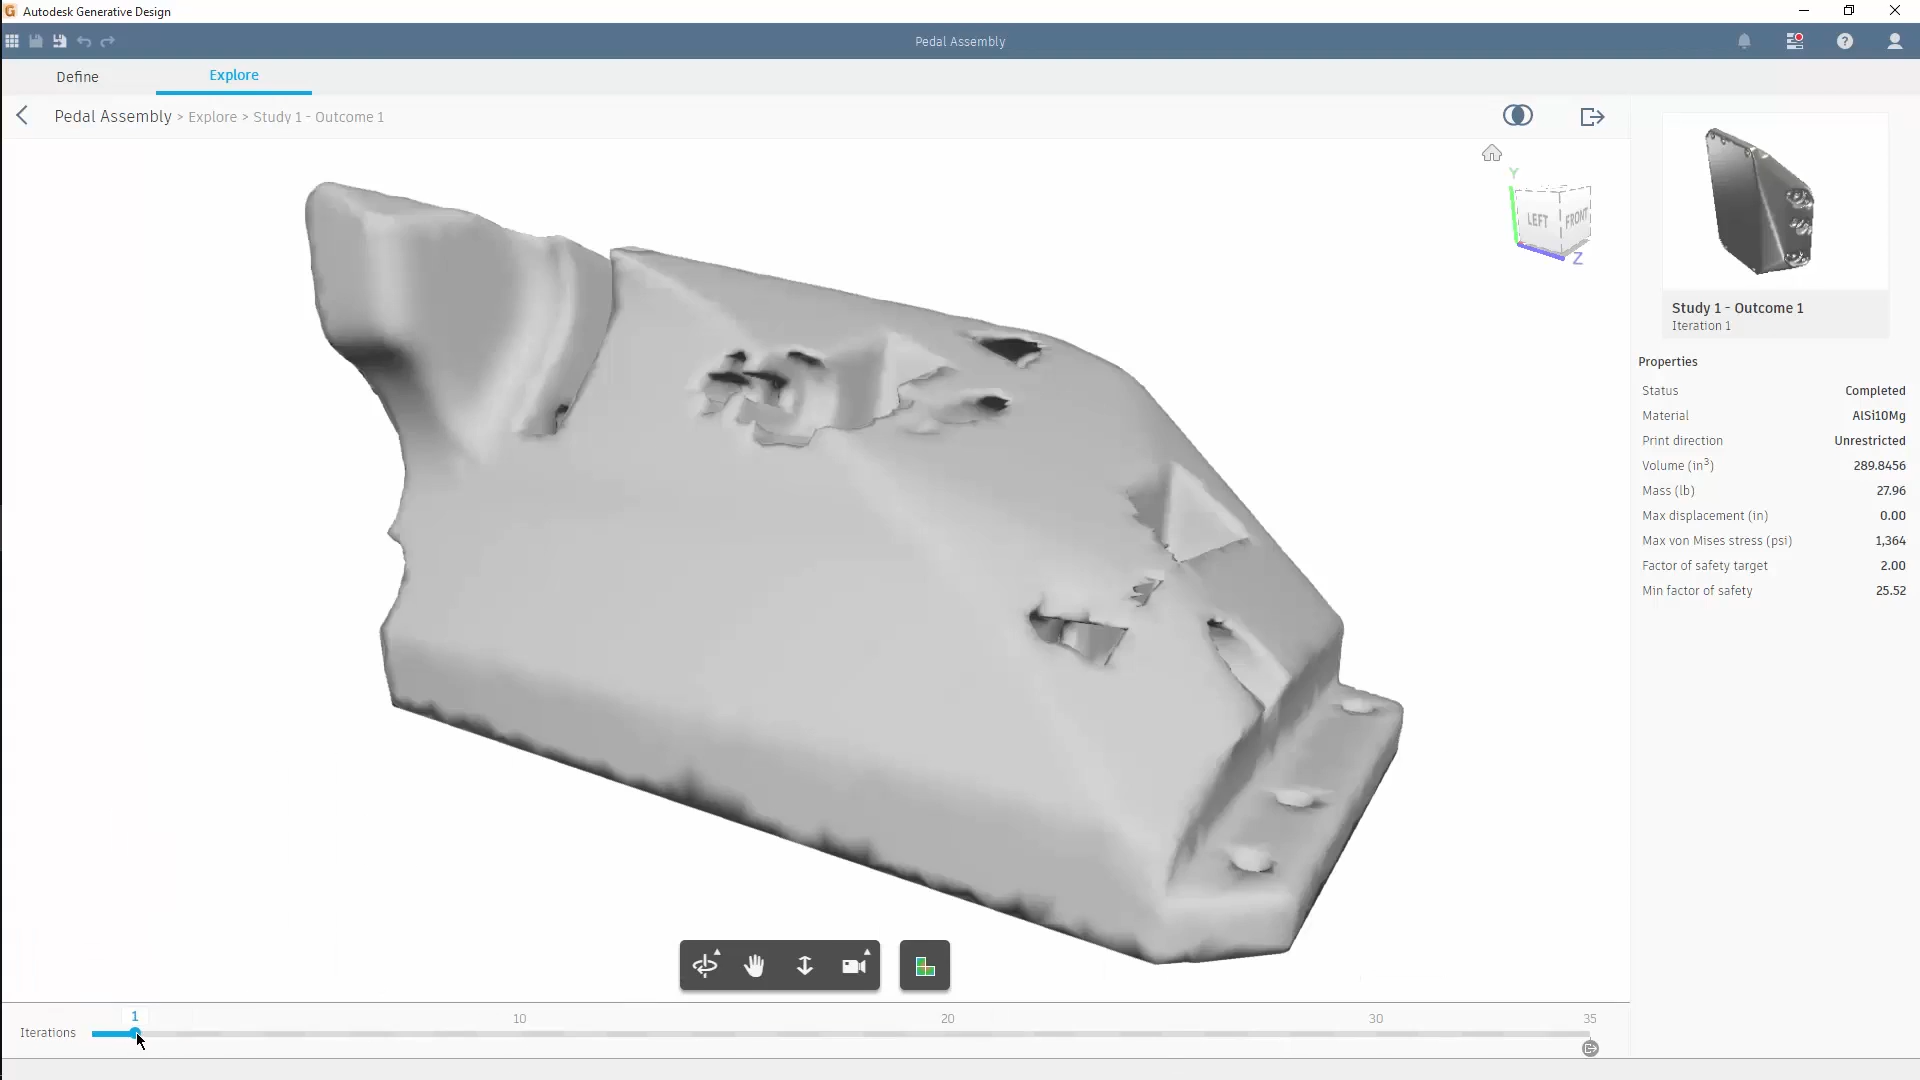 Autodesk Generative Design
Pedal Assembly
Define
Explore
Pedal Assembly > Explore > Study 1 - Outcome 1
Y
LEFT
FRONT
Z
Study 1 - Outcome 1
Iteration 1
Properties
Status Completed
Material AlSi10Mg
Print direction Unrestricted
Volume (in³) 289.8456
Mass (lb) 27.96
Max displacement (in) 0.00
Max von Mises stress (psi) 1,364
Factor of safety target 2.00
Min factor of safety 25.52
1 10 20 30 35
Iterations